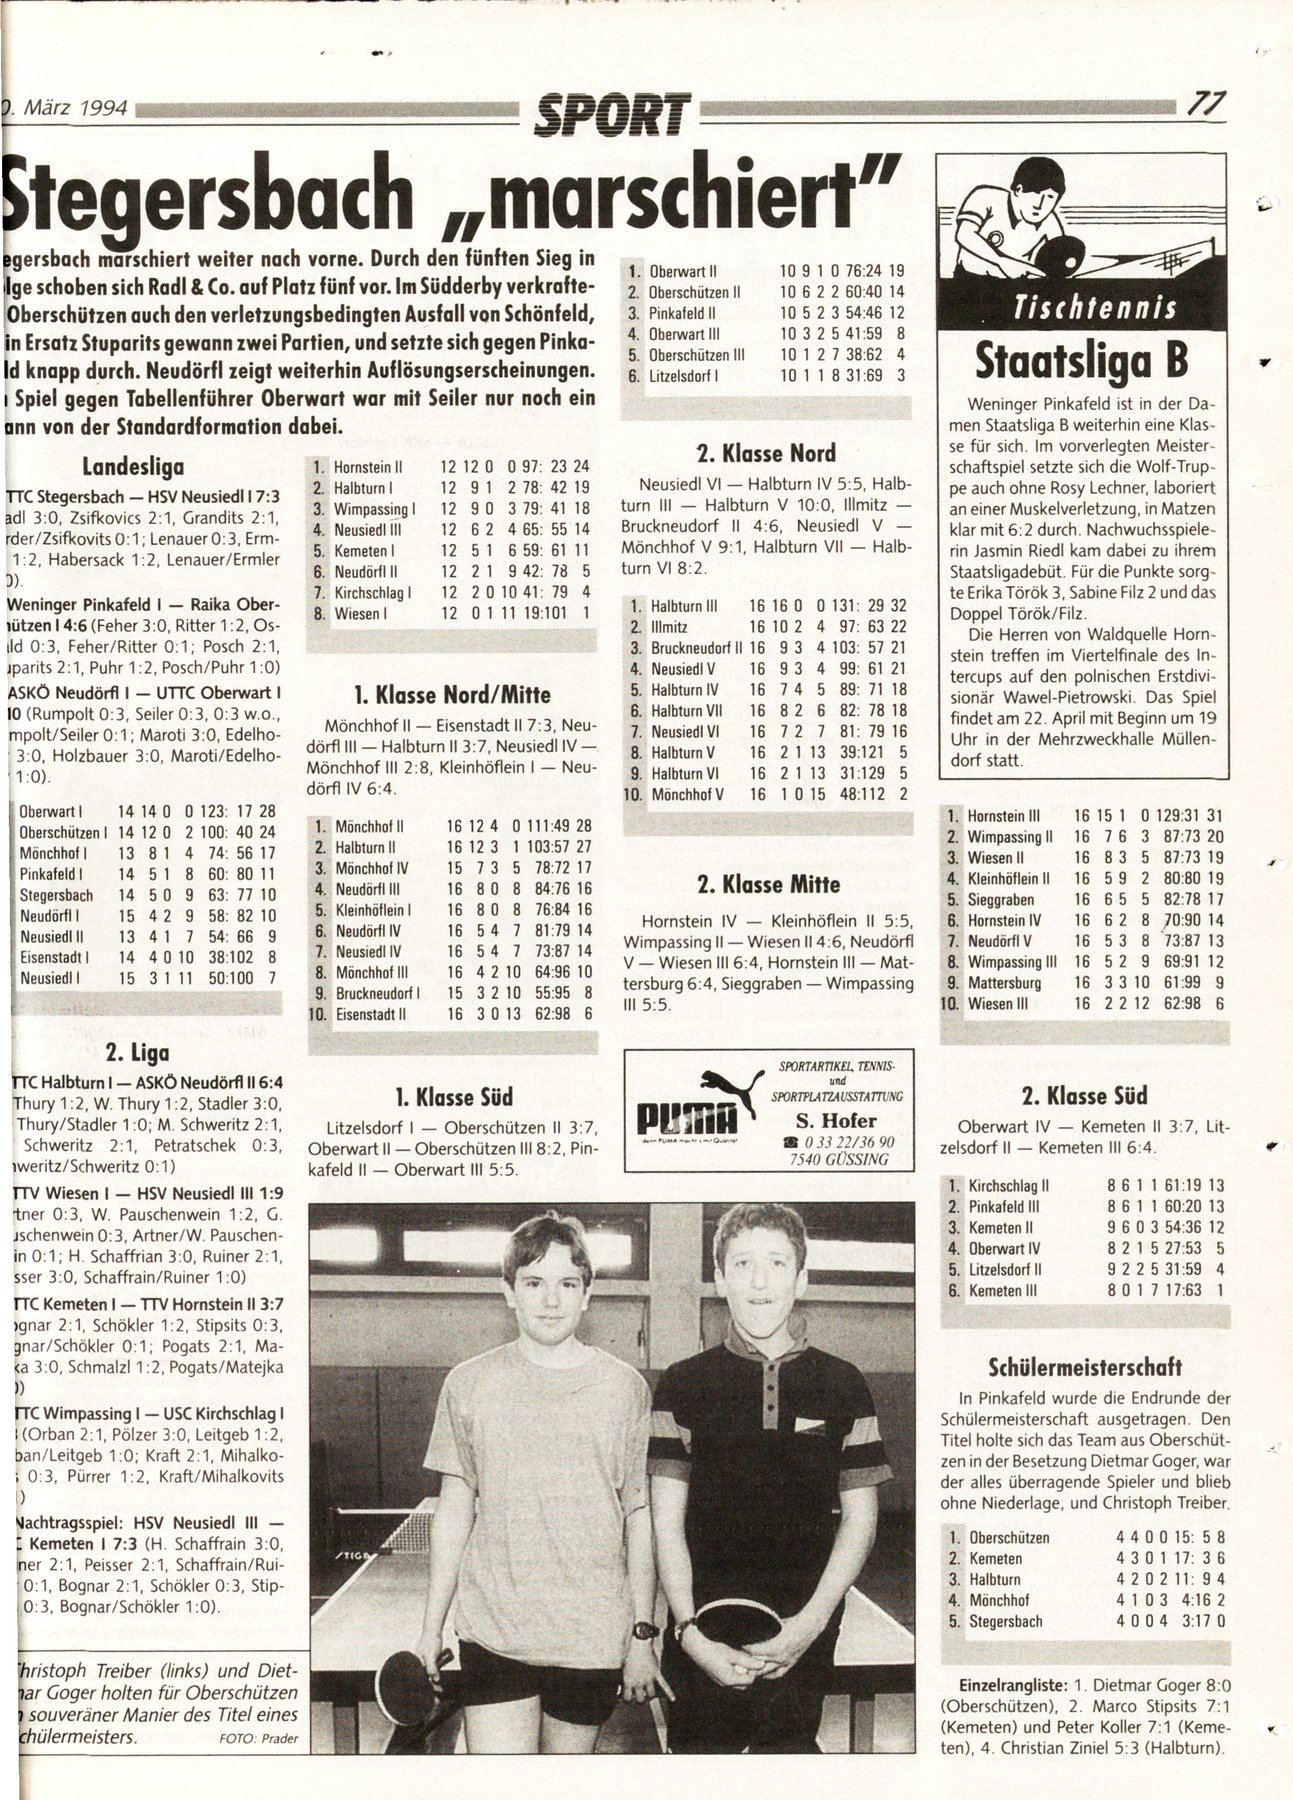 0. März 1994
SPORT
77
Stegersbach „marschiert”
egersbach marschiert weiter nach vorne. Durch den fünften Sieg in
lge schoben sich Radl & Co. auf Platz fünf vor. Im Südderby verkrafte-
Oberschützen auch den verletzungsbedingten Ausfall von Schönfeld,
in Ersatz Stuparits gewann zwei Partien, und setzte sich gegen Pinka-
ld knapp durch. Neudörfl zeigt weiterhin Auflösungserscheinungen.
Spiel gegen Tabellenführer Oberwart war mit Seiler nur noch ein
ann von der Standardformation dabei.
Landesliga
TTC Stegersbach — HSV Neusiedl I 7:3
adl 3:0, Zsifkovics 2:1, Grandits 2:1,
rder/Zsifkovits 0:1; Lenauer 0:3, Erm-
1:2, Habersack 1:2, Lenauer/Ermler
0).
Weninger Pinkafeld I — Raika Ober-
ützen I 4:6 (Feher 3:0, Ritter 1:2, Os-
ld 0:3, Feher/Ritter 0:1; Posch 2:1,
uparits 2:1, Puhr 1:2, Posch/Puhr 1:0)
ASKÖ Neudörfl I — UTTC Oberwart I
10 (Rumpolt 0:3, Seiler 0:3, 0:3 w.o.,
mpolt/Seiler 0:1; Maroti 3:0, Edelho-
3:0, Holzbauer 3:0, Maroti/Edelho-
1:0).
Oberwart I 14 14 0 0 123: 17 28
Oberschützen I 14 12 0 2 100: 40 24
Mönchhof I 13 8 1 4 74: 56 17
Pinkafeld I 14 5 1 8 60: 80 11
Stegersbach 14 5 0 9 63: 77 10
Neudörfl I 15 4 2 9 58: 82 10
Neusiedl II 13 4 1 7 54: 66 9
Eisenstadt I 14 4 0 10 38:102 8
Neusiedl I 15 3 1 11 50:100 7
2. Liga
TTC Halbturn I — ASKÖ Neudörfl II 6:4
Thury 1:2, W. Thury 1:2, Stadler 3:0,
Thury/Stadler 1:0; M. Schweritz 2:1,
Schweritz 2:1, Petratschek 0:3,
weritz/Schweritz 0:1)
TTV Wiesen I — HSV Neusiedl III 1:9
tner 0:3, W. Pauschenwein 1:2, G.
uschenwein 0:3, Artner/W. Pauschen-
in 0:1; H. Schaffrian 3:0, Ruiner 2:1,
sser 3:0, Schaffrain/Ruiner 1:0)
TTC Kemeten I — TTV Hornstein II 3:7
gnar 2:1, Schökler 1:2, Stipsits 0:3,
gnar/Schökler 0:1; Pogats 2:1, Ma-
ka 3:0, Schmalzl 1:2, Pogats/Matejka
0)
TTC Wimpassing I — USC Kirchschlag I
(Orban 2:1, Pölzer 3:0, Leitgeb 1:2,
ban/Leitgeb 1:0; Kraft 2:1, Mihalko-
0:3, Pürrer 1:2, Kraft/Mihalkovits
)
Nachtragsspiel: HSV Neusiedl III —
C Kemeten I 7:3 (H. Schaffrain 3:0,
ner 2:1, Peisser 2:1, Schaffrain/Rui-
0:1, Bognar 2:1, Schökler 0:3, Stip-
0:3, Bognar/Schökler 1:0).
Christoph Treiber (links) und Diet-
mar Goger holten für Oberschützen
souveräner Manier des Titel eines
chülermeisters. FOTO: Prader
1. Hornstein II 12 12 0 0 97: 23 24
2. Halbturn I 12 9 1 2 78: 42 19
3. Wimpassing I 12 9 0 3 79: 41 18
4. Neusiedl III 12 6 2 4 65: 55 14
5. Kemeten I 12 5 1 6 59: 61 11
6. Neudörfl II 12 2 1 9 42: 78 5
7. Kirchschlag I 12 2 0 10 41: 79 4
8. Wiesen I 12 0 1 11 19:101 1
1. Klasse Nord/Mitte
Mönchhof II — Eisenstadt II 7:3, Neu-
dörfl III — Halbturn II 3:7, Neusiedl IV —
Mönchhof III 2:8, Kleinhöflein I — Neu-
dörfl IV 6:4.
1. Mönchhof II 16 12 4 0 111:49 28
2. Halbturn II 16 12 3 1 103:57 27
3. Mönchhof IV 15 7 3 5 78:72 17
4. Neudörfl III 16 8 0 8 84:76 16
5. Kleinhöflein I 16 8 0 8 76:84 16
6. Neudörfl IV 16 5 4 7 81:79 14
7. Neusiedl IV 16 5 4 7 73:87 14
8. Mönchhof III 16 4 2 10 64:96 10
9. Bruckneudorf I 15 3 2 10 55:95 8
10. Eisenstadt II 16 3 0 13 62:98 6
1. Klasse Süd
Litzelsdorf I — Oberschützen II 3:7,
Oberwart II — Oberschützen III 8:2, Pin-
kafeld II — Oberwart III 5:5.
1. Oberwart II 10 9 1 0 76:24 19
2. Oberschützen II 10 6 2 2 60:40 14
3. Pinkafeld II 10 5 2 3 54:46 12
4. Oberwart III 10 3 2 5 41:59 8
5. Oberschützen III 10 1 2 7 38:62 4
6. Litzelsdorf I 10 1 1 8 31:69 3
2. Klasse Nord
Neusiedl VI — Halbturn IV 5:5, Halb-
turn III — Halbturn V 10:0, Illmitz —
Bruckneudorf II 4:6, Neusiedl V —
Mönchhof V 9:1, Halbturn VII — Halb-
turn VI 8:2.
1. Halbturn III 16 16 0 0 131: 29 32
2. Illmitz 16 10 2 4 97: 63 22
3. Bruckneudorf II 16 9 3 4 103: 57 21
4. Neusiedl V 16 9 3 4 99: 61 21
5. Halbturn IV 16 7 4 5 89: 71 18
6. Halbturn VII 16 8 2 6 82: 78 18
7. Neusiedl VI 16 7 2 7 81: 79 16
8. Halbturn V 16 2 1 13 39:121 5
9. Halbturn VI 16 2 1 13 31:129 5
10. Mönchhof V 16 1 0 15 48:112 2
2. Klasse Mitte
Hornstein IV — Kleinhöflein II 5:5,
Wimpassing II — Wiesen II 4:6, Neudörfl
V — Wiesen III 6:4, Hornstein III — Mat-
tersburg 6:4, Sieggraben — Wimpassing
III 5:5.
PUMA
denn PUMA macht's mit Qualität
SPORTARTIKEL, TENNIS-
und
SPORTPLATZAUSSTATTUNG
S. Hofer
☎ 0 33 22/36 90
7540 GÜSSING
STIGA
Tischtennis
Staatsliga B
Weninger Pinkafeld ist in der Da-
men Staatsliga B weiterhin eine Klas-
se für sich. Im vorverlegten Meister-
schaftspiel setzte sich die Wolf-Trup-
pe auch ohne Rosy Lechner, laboriert
an einer Muskelverletzung, in Matzen
klar mit 6:2 durch. Nachwuchsspiele-
rin Jasmin Riedl kam dabei zu ihrem
Staatsligadebüt. Für die Punkte sorg-
te Erika Török 3, Sabine Filz 2 und das
Doppel Török/Filz.
Die Herren von Waldquelle Horn-
stein treffen im Viertelfinale des In-
tercups auf den polnischen Erstdivi-
sionär Wawel-Pietrowski. Das Spiel
findet am 22. April mit Beginn um 19
Uhr in der Mehrzweckhalle Müllen-
dorf statt.
1. Hornstein III 16 15 1 0 129:31 31
2. Wimpassing II 16 7 6 3 87:73 20
3. Wiesen II 16 8 3 5 87:73 19
4. Kleinhöflein II 16 5 9 2 80:80 19
5. Sieggraben 16 6 5 5 82:78 17
6. Hornstein IV 16 6 2 8 70:90 14
7. Neudörfl V 16 5 3 8 73:87 13
8. Wimpassing III 16 5 2 9 69:91 12
9. Mattersburg 16 3 3 10 61:99 9
10. Wiesen III 16 2 2 12 62:98 6
2. Klasse Süd
Oberwart IV — Kemeten II 3:7, Lit-
zelsdorf II — Kemeten III 6:4.
1. Kirchschlag II 8 6 1 1 61:19 13
2. Pinkafeld III 8 6 1 1 60:20 13
3. Kemeten II 9 6 0 3 54:36 12
4. Oberwart IV 8 2 1 5 27:53 5
5. Litzelsdorf II 9 2 2 5 31:59 4
6. Kemeten III 8 0 1 7 17:63 1
Schülermeisterschaft
In Pinkafeld wurde die Endrunde der
Schülermeisterschaft ausgetragen. Den
Titel holte sich das Team aus Oberschüt-
zen in der Besetzung Dietmar Goger, war
der alles überragende Spieler und blieb
ohne Niederlage, und Christoph Treiber.
1. Oberschützen 4 4 0 0 15: 5 8
2. Kemeten 4 3 0 1 17: 3 6
3. Halbturn 4 2 0 2 11: 9 4
4. Mönchhof 4 1 0 3 4:16 2
5. Stegersbach 4 0 0 4 3:17 0
Einzelrangliste: 1. Dietmar Goger 8:0
(Oberschützen), 2. Marco Stipsits 7:1
(Kemeten) und Peter Koller 7:1 (Keme-
ten), 4. Christian Ziniel 5:3 (Halbturn).